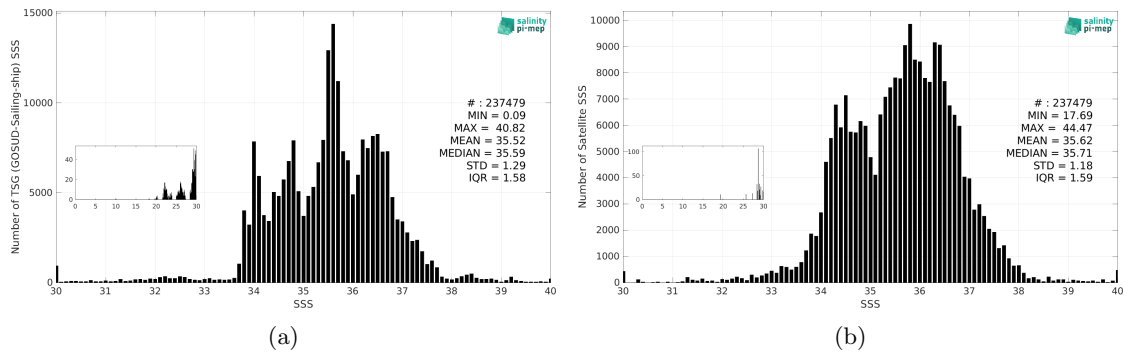 salinity
pi-mep
Number of TSG (GOSUD-Sailing-ship) SSS
15000
10000
5000
0
# : 237479
MIN = 0.09
MAX = 40.82
MEAN = 35.52
MEDIAN = 35.59
STD = 1.29
IQR = 1.58
40
20
0
0 5 10 15 20 25 30
30 31 32 33 34 35 36 37 38 39 40
SSS
(a)
salinity
pi-mep
Number of Satellite SSS
10000
9000
8000
7000
6000
5000
4000
3000
2000
1000
0
# : 237479
MIN = 17.69
MAX = 44.47
MEAN = 35.62
MEDIAN = 35.71
STD = 1.18
IQR = 1.59
100
50
0
0 5 10 15 20 25 30
30 31 32 33 34 35 36 37 38 39 40
SSS
(b)